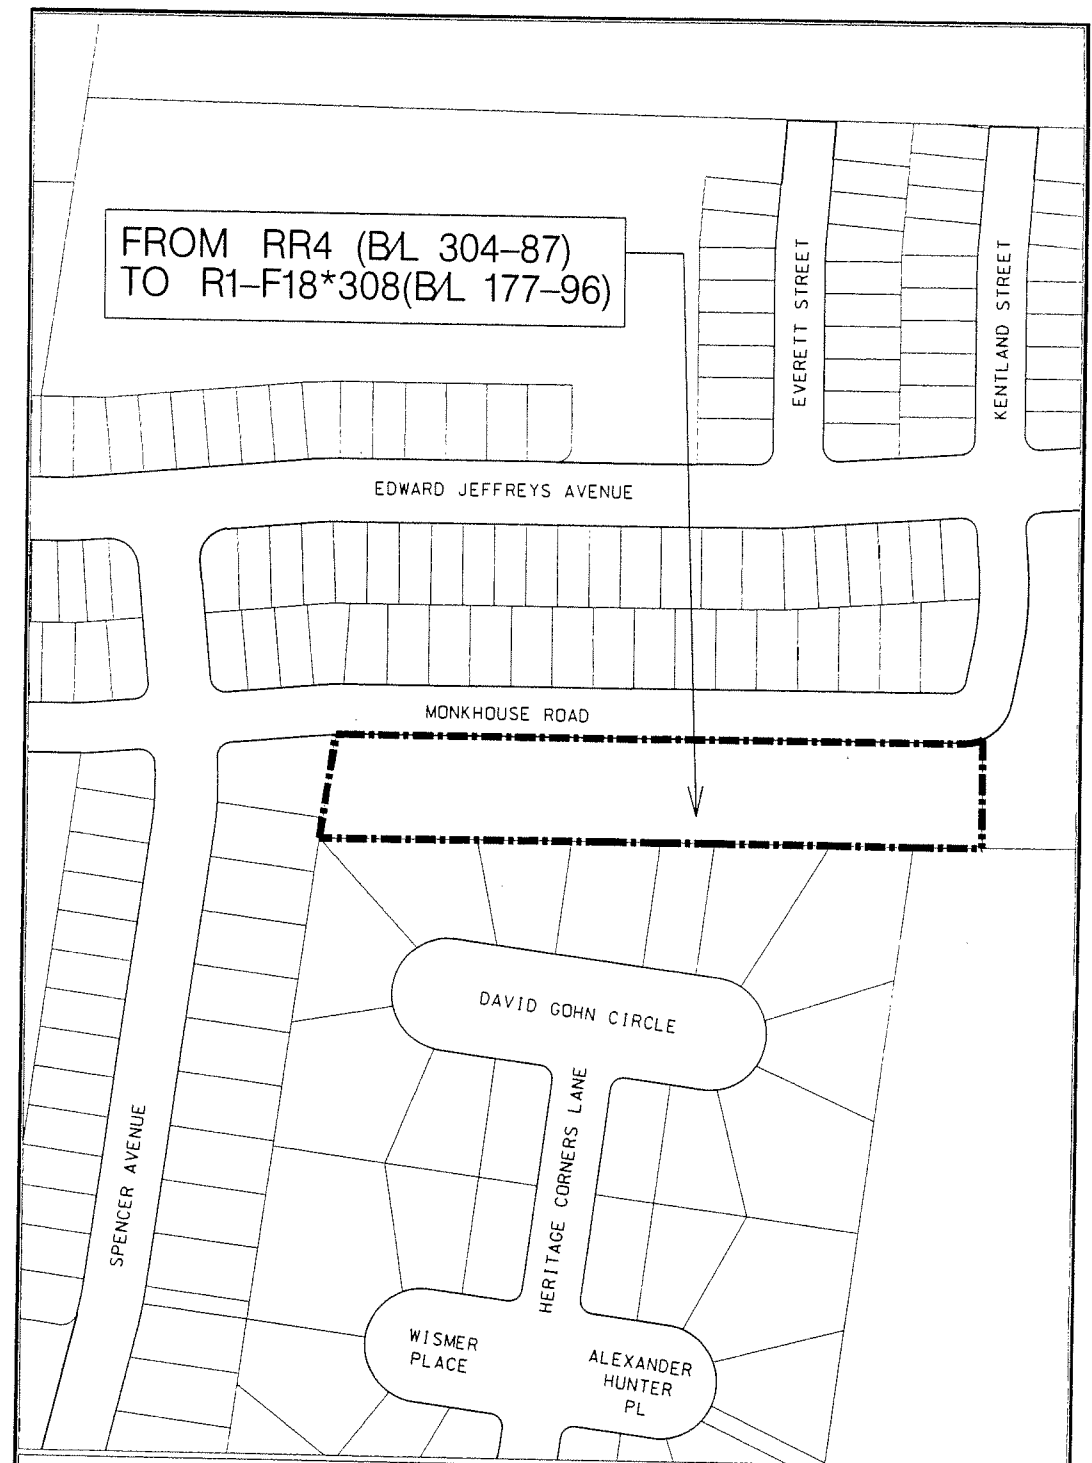 FROM RR4 (B/L 304-87)
TO R1-F18*308(B/L 177-96)
EVERETT STREET
KENTLAND STREET
EDWARD JEFFREYS AVENUE
MONKHOUSE ROAD
DAVID GOHN CIRCLE
HERITAGE CORNERS LANE
SPENCER AVENUE
WISMER
PLACE
ALEXANDER
HUNTER
PL